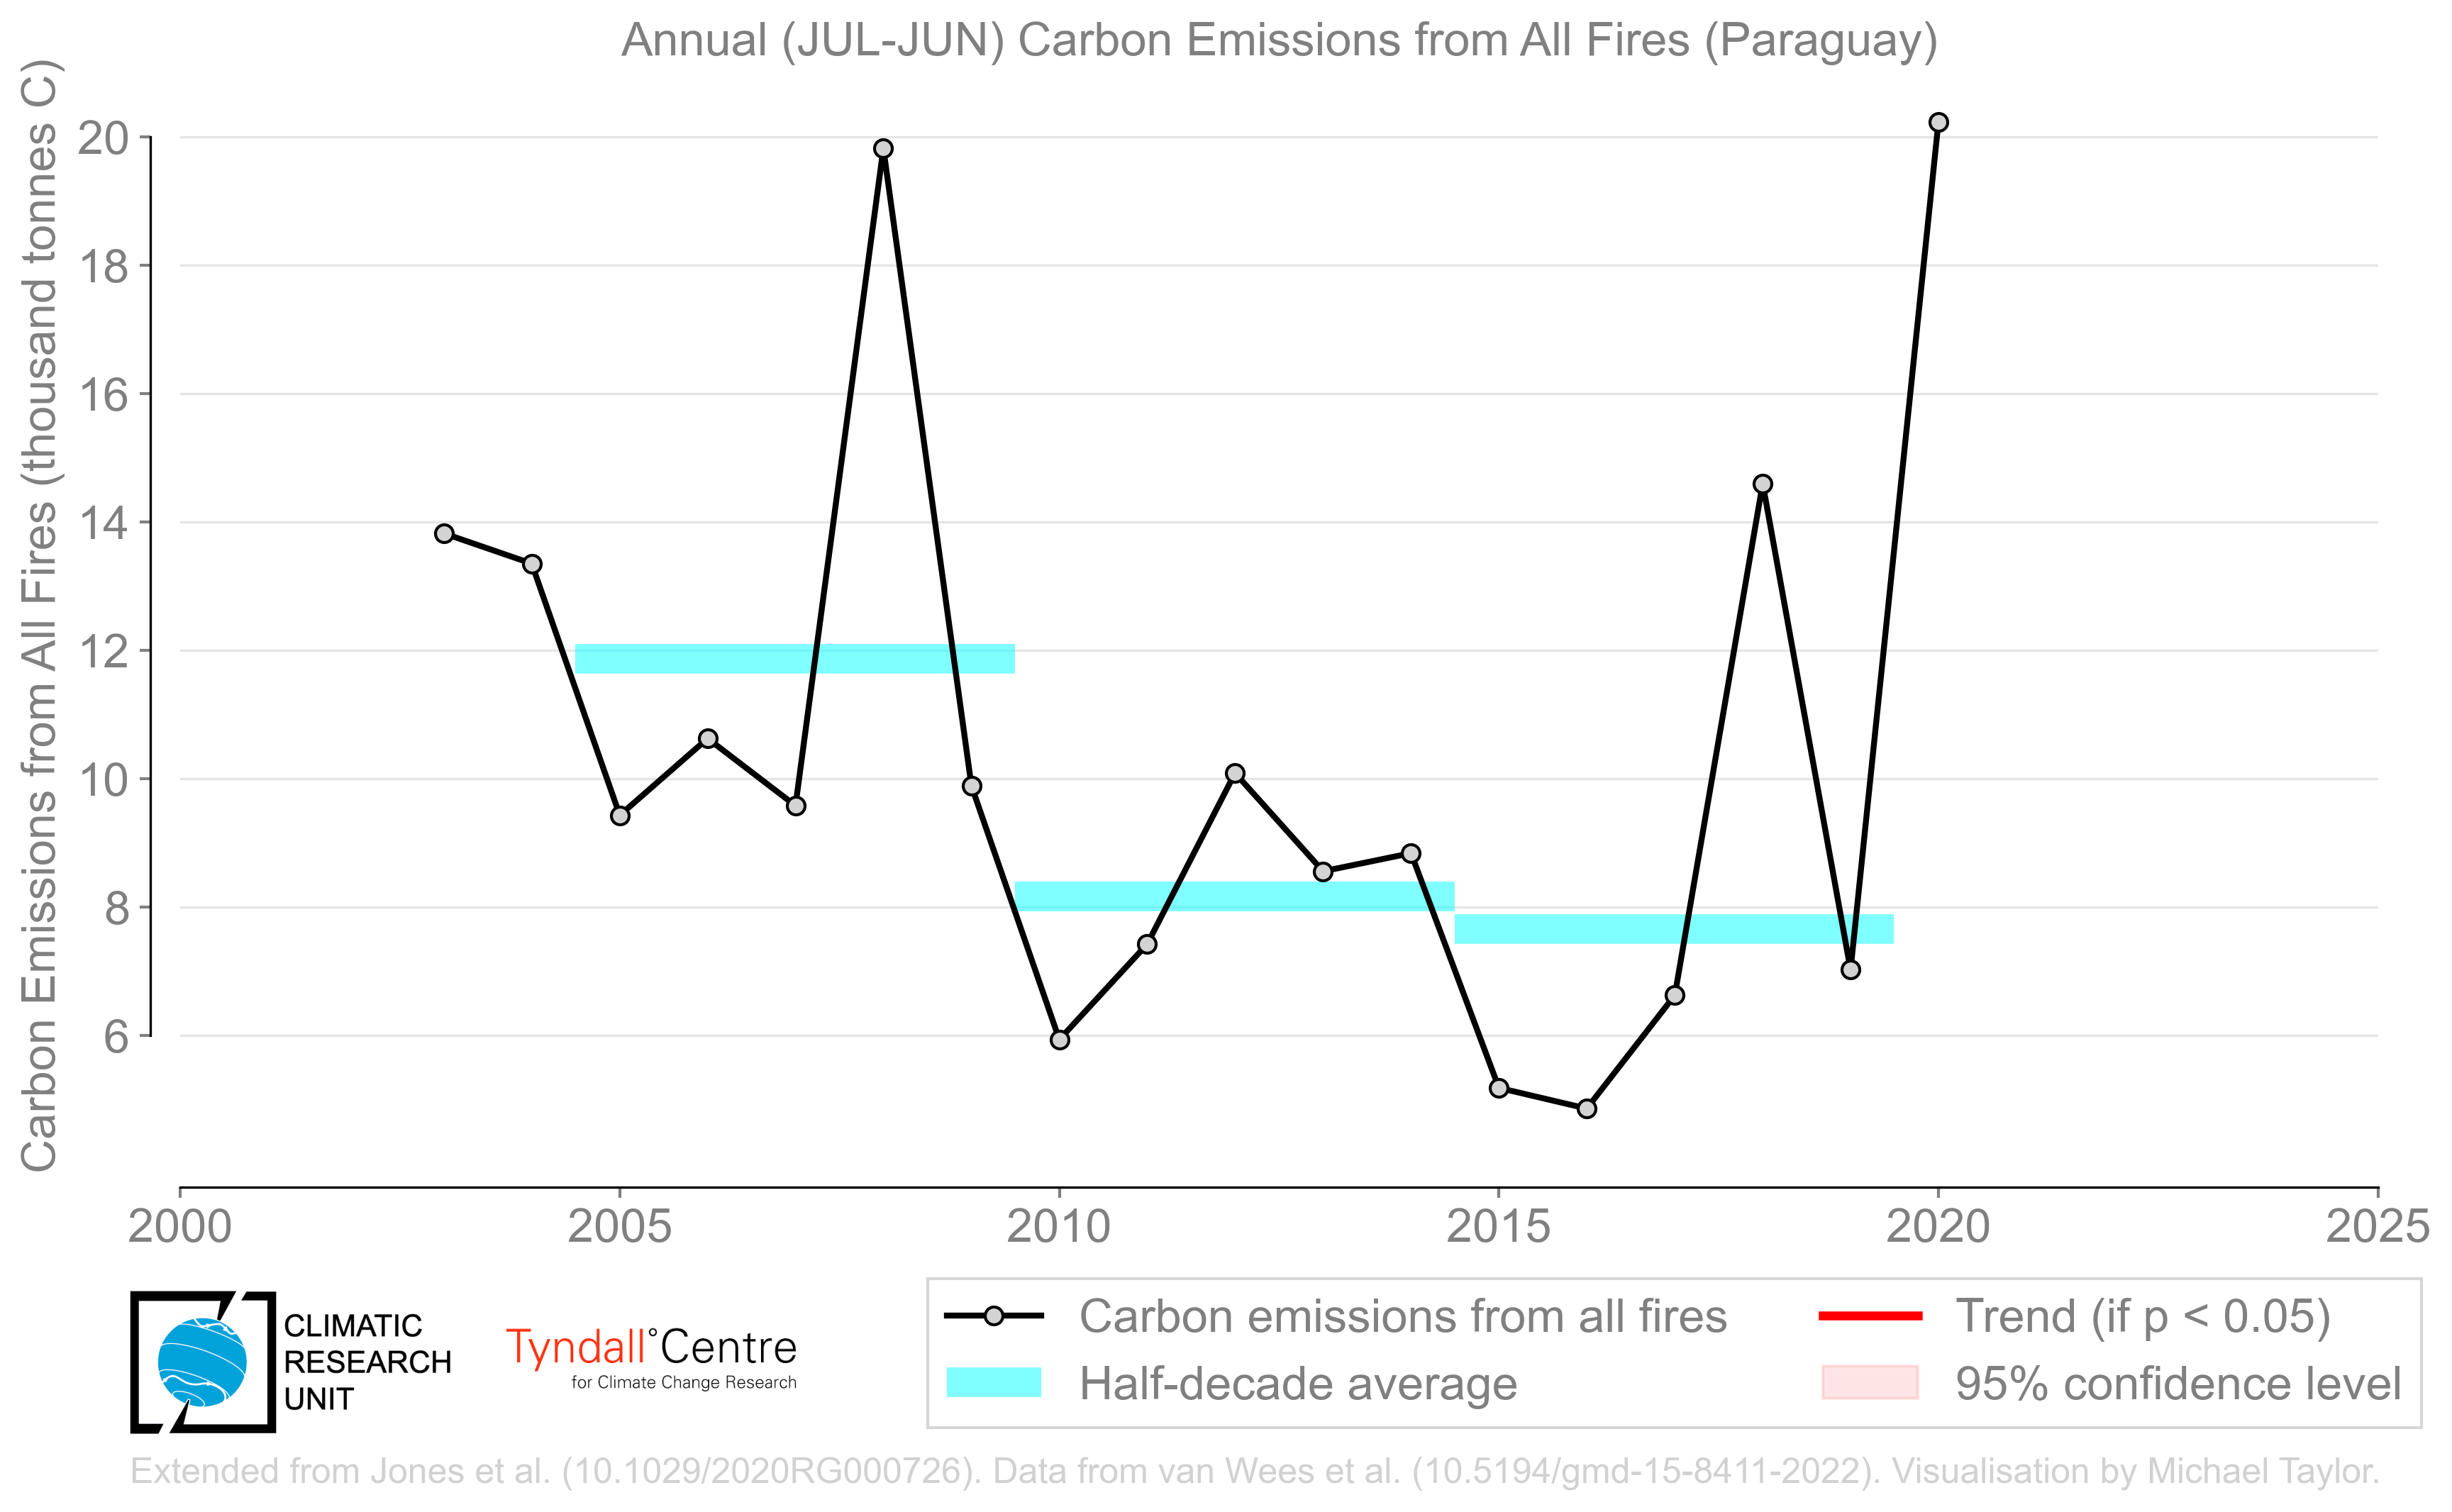 Annual (JUL-JUN) Carbon Emissions from All Fires (Paraguay)
Carbon Emissions from All Fires (thousand tonnes C)
20
18
16
14
12
10
8
6
2000
2005
2010
2015
2020
2025
CLIMATIC
RESEARCH
UNIT
Tyndall°Centre
for Climate Change Research
Carbon emissions from all fires
Half-decade average
Trend (if p < 0.05)
95% confidence level
Extended from Jones et al. (10.1029/2020RG000726). Data from van Wees et al. (10.5194/gmd-15-8411-2022). Visualisation by Michael Taylor.